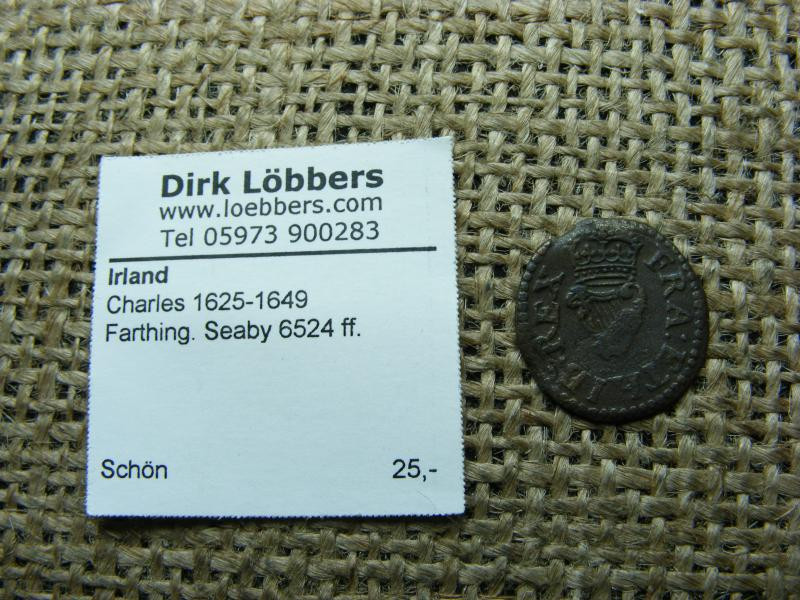 Dirk Löbbers
www.loebbers.com
Tel 05973 900283
Irland
Charles 1625-1649
Farthing. Seaby 6524 ff.
Schön 25,-
FRA:ET HIB:REX